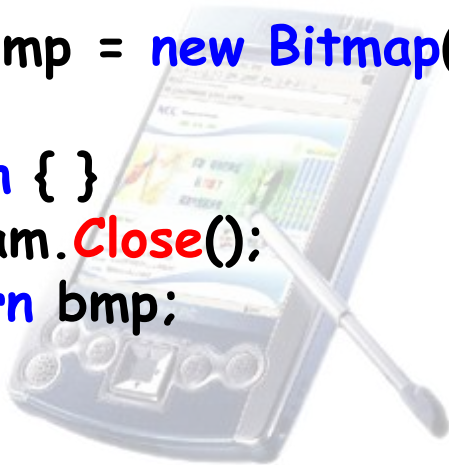 mp = new Bitmap(
n { }
am.Close();
rn bmp;